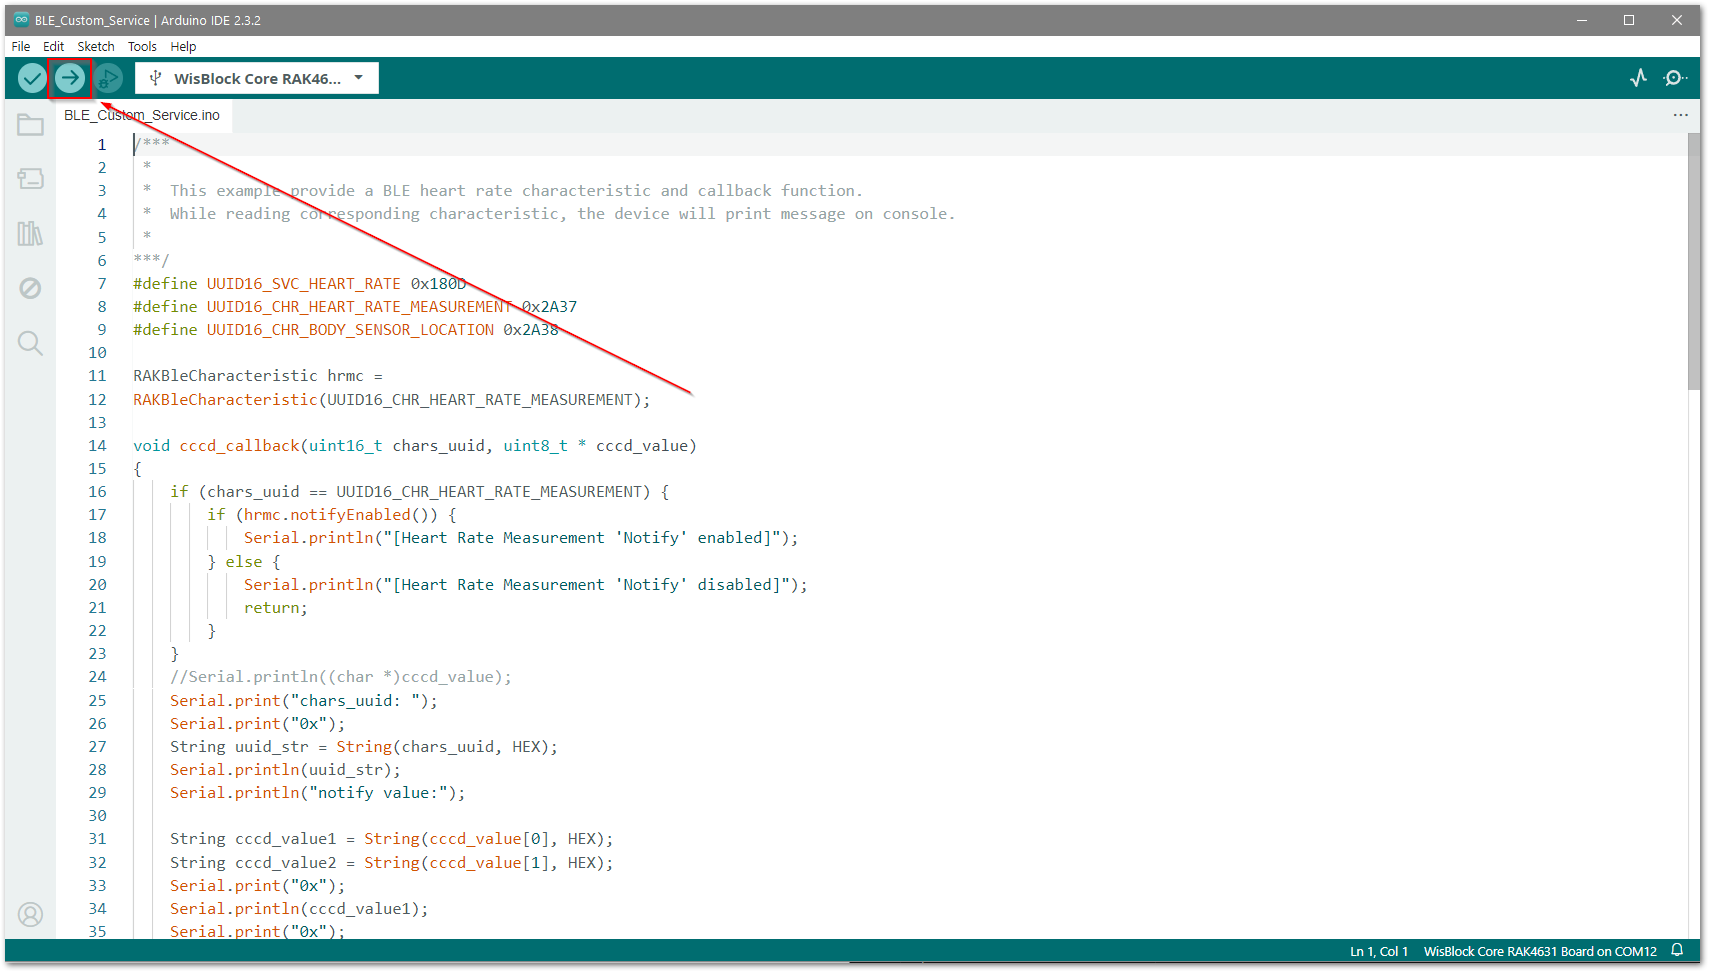 BLE_Custom_Service | Arduino IDE 2.3.2
File Edit Sketch Tools Help
WisBlock Core RAK46...
BLE_Custom_Service.ino
1 /***
2  *
3  *  This example provide a BLE heart rate characteristic and callback function.
4  *  While reading corresponding characteristic, the device will print message on console.
5  *
6 ***/
7 #define UUID16_SVC_HEART_RATE 0x180D
8 #define UUID16_CHR_HEART_RATE_MEASUREMENT 0x2A37
9 #define UUID16_CHR_BODY_SENSOR_LOCATION 0x2A38
10
11 RAKBleCharacteristic hrmc =
12 RAKBleCharacteristic(UUID16_CHR_HEART_RATE_MEASUREMENT);
13
14 void cccd_callback(uint16_t chars_uuid, uint8_t * cccd_value)
15 {
16     if (chars_uuid == UUID16_CHR_HEART_RATE_MEASUREMENT) {
17         if (hrmc.notifyEnabled()) {
18             Serial.println("[Heart Rate Measurement 'Notify' enabled]");
19         } else {
20             Serial.println("[Heart Rate Measurement 'Notify' disabled]");
21             return;
22         }
23     }
24     //Serial.println((char *)cccd_value);
25     Serial.print("chars_uuid: ");
26     Serial.print("0x");
27     String uuid_str = String(chars_uuid, HEX);
28     Serial.println(uuid_str);
29     Serial.println("notify value:");
30
31     String cccd_value1 = String(cccd_value[0], HEX);
32     String cccd_value2 = String(cccd_value[1], HEX);
33     Serial.print("0x");
34     Serial.println(cccd_value1);
35     Serial.print("0x");
Ln 1, Col 1 WisBlock Core RAK4631 Board on COM12